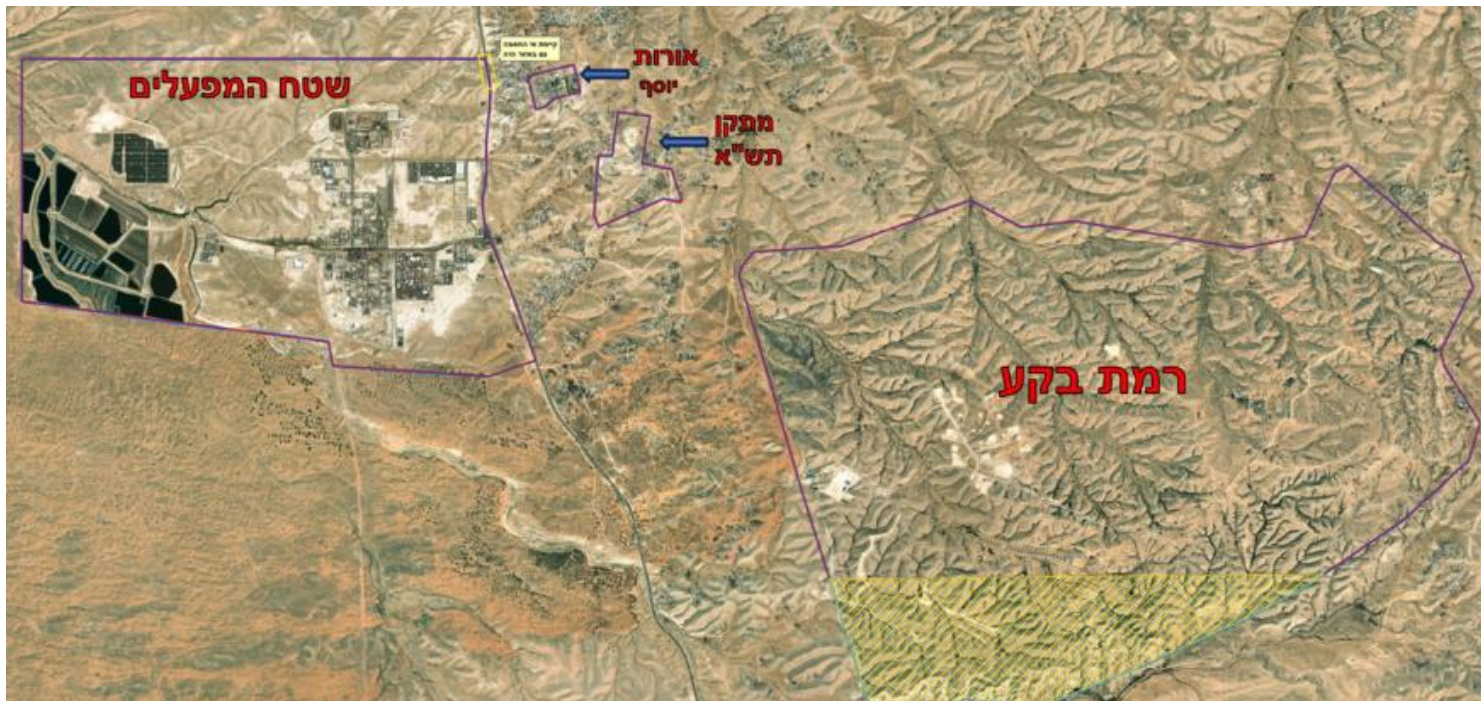 שטח המפעלים
אורות
יוסף
מתקן
תש"א
רמת בקע